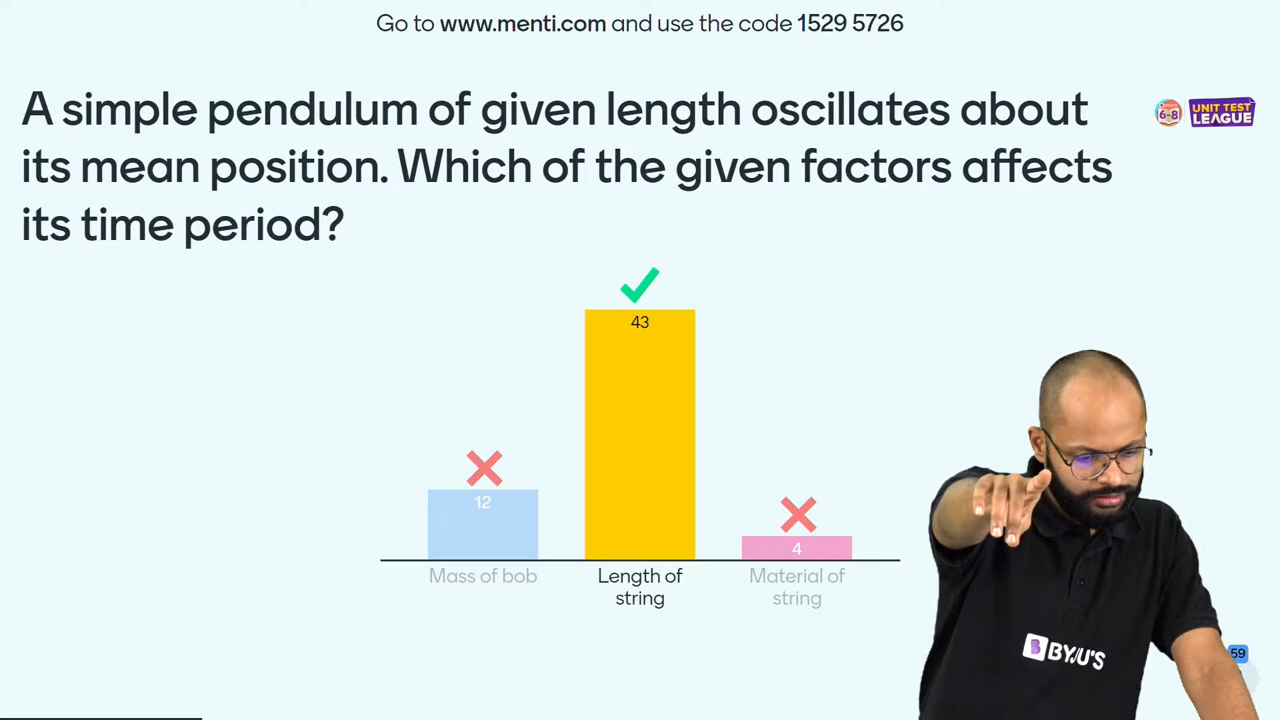 Go to www.menti.com and use the code 1529 5726
A simple pendulum of given length oscillates about
its mean position. Which of the given factors affects
its time period?
6-8
UNIT TEST
LEAGUE
43
12
4
Mass of bob
Length of
string
Material of
string
BYJU'S
59